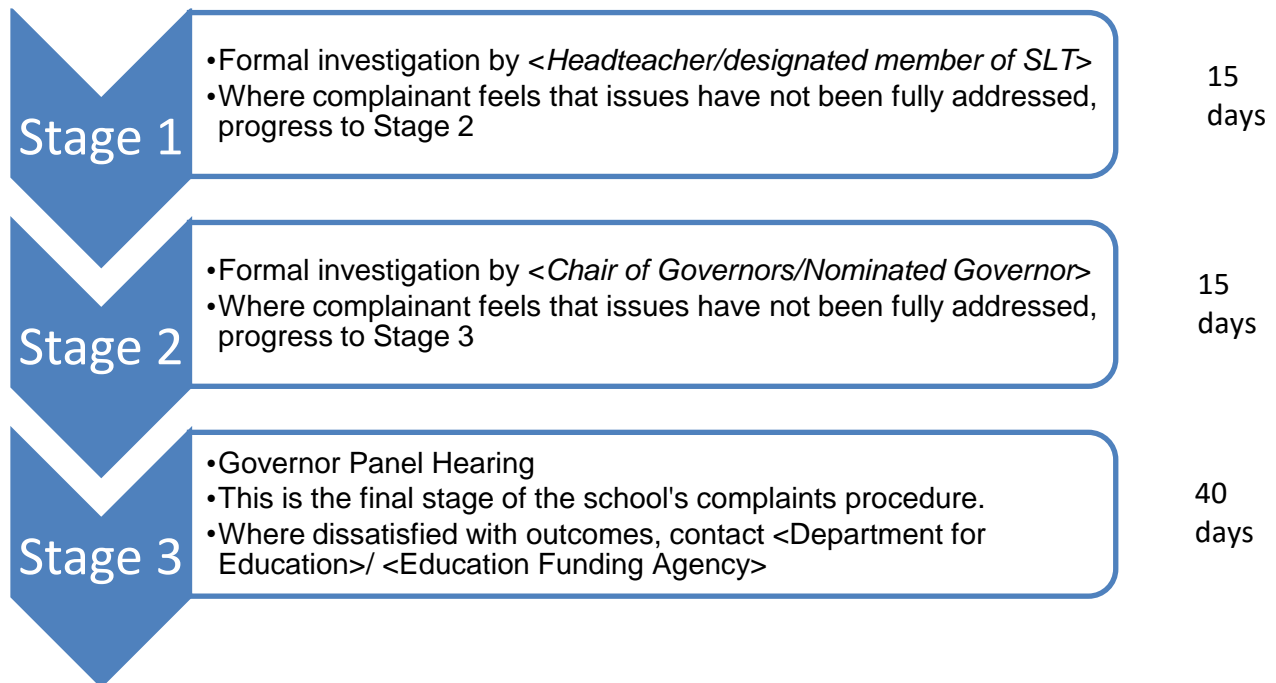 Stage 1
•Formal investigation by <Headteacher/designated member of SLT>
•Where complainant feels that issues have not been fully addressed,
progress to Stage 2
15
days
Stage 2
•Formal investigation by <Chair of Governors/Nominated Governor>
•Where complainant feels that issues have not been fully addressed,
progress to Stage 3
15
days
Stage 3
•Governor Panel Hearing
•This is the final stage of the school's complaints procedure.
•Where dissatisfied with outcomes, contact <Department for
Education>/ <Education Funding Agency>
40
days